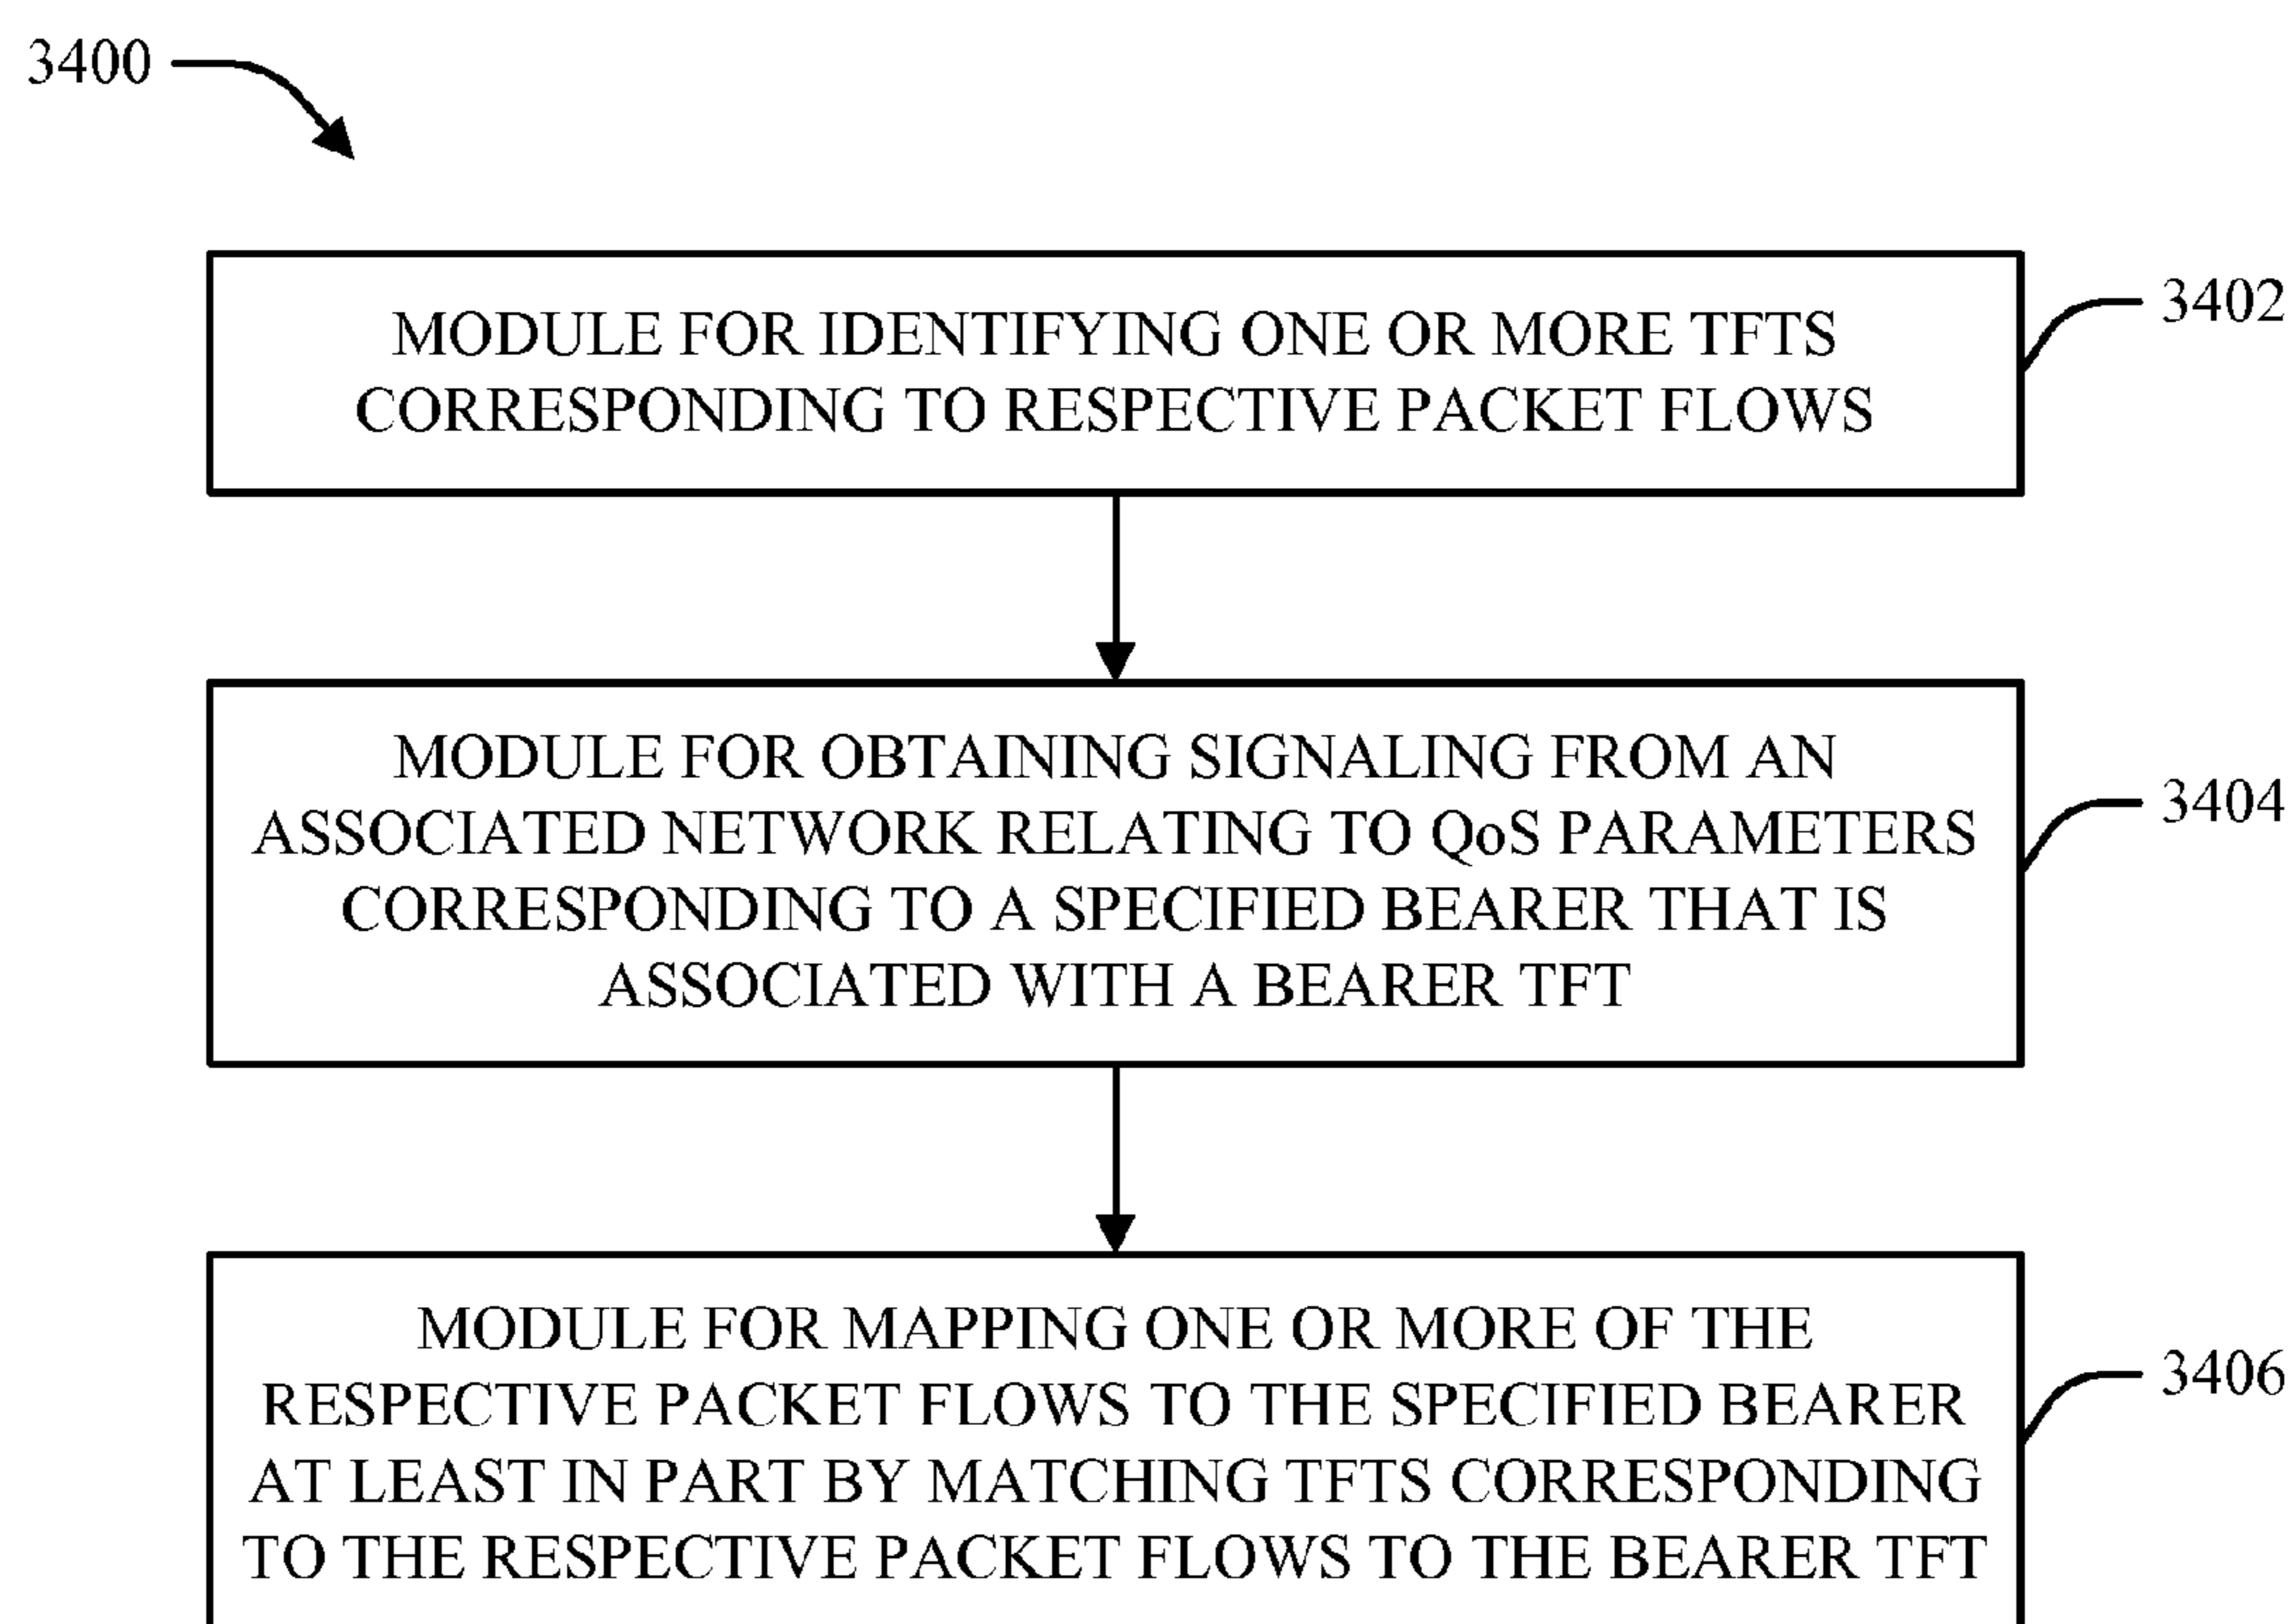 3400
MODULE FOR IDENTIFYING ONE OR MORE TFTS
CORRESPONDING TO RESPECTIVE PACKET FLOWS
3402
MODULE FOR OBTAINING SIGNALING FROM AN
ASSOCIATED NETWORK RELATING TO QoS PARAMETERS
CORRESPONDING TO A SPECIFIED BEARER THAT IS
ASSOCIATED WITH A BEARER TFT
3404
MODULE FOR MAPPING ONE OR MORE OF THE
RESPECTIVE PACKET FLOWS TO THE SPECIFIED BEARER
AT LEAST IN PART BY MATCHING TFTS CORRESPONDING
TO THE RESPECTIVE PACKET FLOWS TO THE BEARER TFT
3406